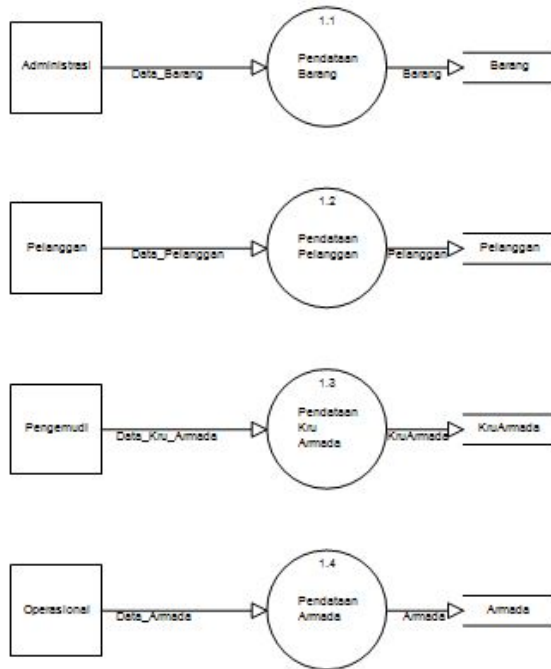 1.1
Administrasi
Pendataan
Barang
Data_Barang
Barang
Barang
1.2
Pelanggan
Pendataan
Pelanggan
Data_Pelanggan
Pelanggan
Pelanggan
1.3
Pengemudi
Pendataan
Kru
Armada
Data_Kru_Armada
KruArmada
KruArmada
1.4
Operasional
Pendataan
Armada
Data_Armada
Armada
Armada